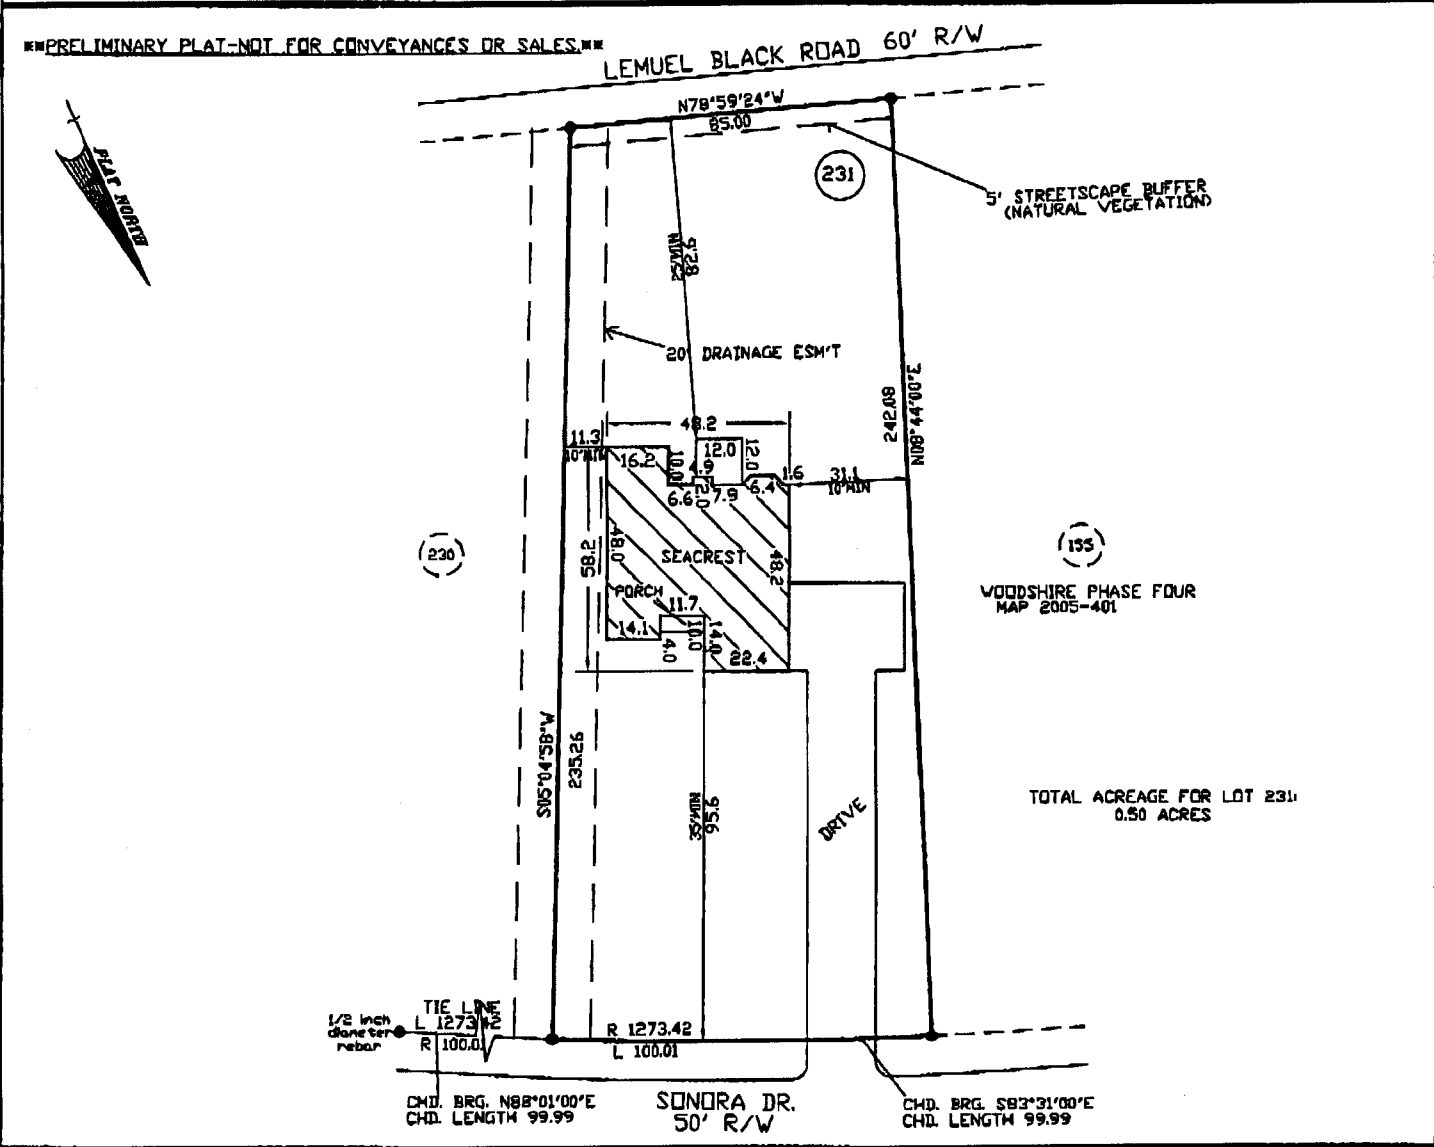 **PRELIMINARY PLAT-NOT FOR CONVEYANCES OR SALES.**
LEMUEL BLACK ROAD 60' R/W
N78°59'24"W
85.00
PLAT NORTH
231
5' STREETSCAPE BUFFER
(NATURAL VEGETATION)
25'MIN
82.6
20' DRAINAGE ESM'T
242.08
N08°44'00.3"E
48.2
11.3
10'MIN
16.2
10.0
4.9
12.0
12.0
1.6
31.1
10'MIN
6.6
2.0
7.9
6.4
230
58.2
48.0
SEACREST
48.2
155
WOODSHIRE PHASE FOUR
MAP 2005-401
PORCH
11.7
14.1
4.0
10.0
14.0
22.4
S05°04'58"W
235.26
35'MIN
95.6
DRIVE
TOTAL ACREAGE FOR LOT 231:
0.50 ACRES
1/2 inch
diameter
rebar
TIE LINE
L 1273.42
R 100.01
R 1273.42
L 100.01
CHD. BRG. N88°01'00"E
CHD. LENGTH 99.99
SONORA DR.
50' R/W
CHD. BRG. S83°31'00"E
CHD. LENGTH 99.99